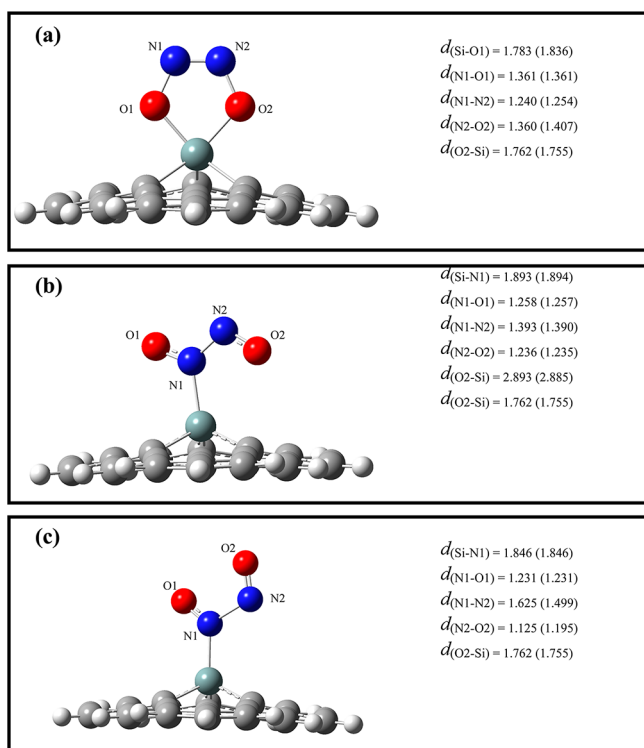 (a)
N1
N2
O1
O2
d(Si-O1) = 1.783 (1.836)
d(N1-O1) = 1.361 (1.361)
d(N1-N2) = 1.240 (1.254)
d(N2-O2) = 1.360 (1.407)
d(O2-Si) = 1.762 (1.755)
(b)
N2
O1
O2
N1
d(Si-N1) = 1.893 (1.894)
d(N1-O1) = 1.258 (1.257)
d(N1-N2) = 1.393 (1.390)
d(N2-O2) = 1.236 (1.235)
d(O2-Si) = 2.893 (2.885)
d(O2-Si) = 1.762 (1.755)
(c)
O2
O1
N2
N1
d(Si-N1) = 1.846 (1.846)
d(N1-O1) = 1.231 (1.231)
d(N1-N2) = 1.625 (1.499)
d(N2-O2) = 1.125 (1.195)
d(O2-Si) = 1.762 (1.755)